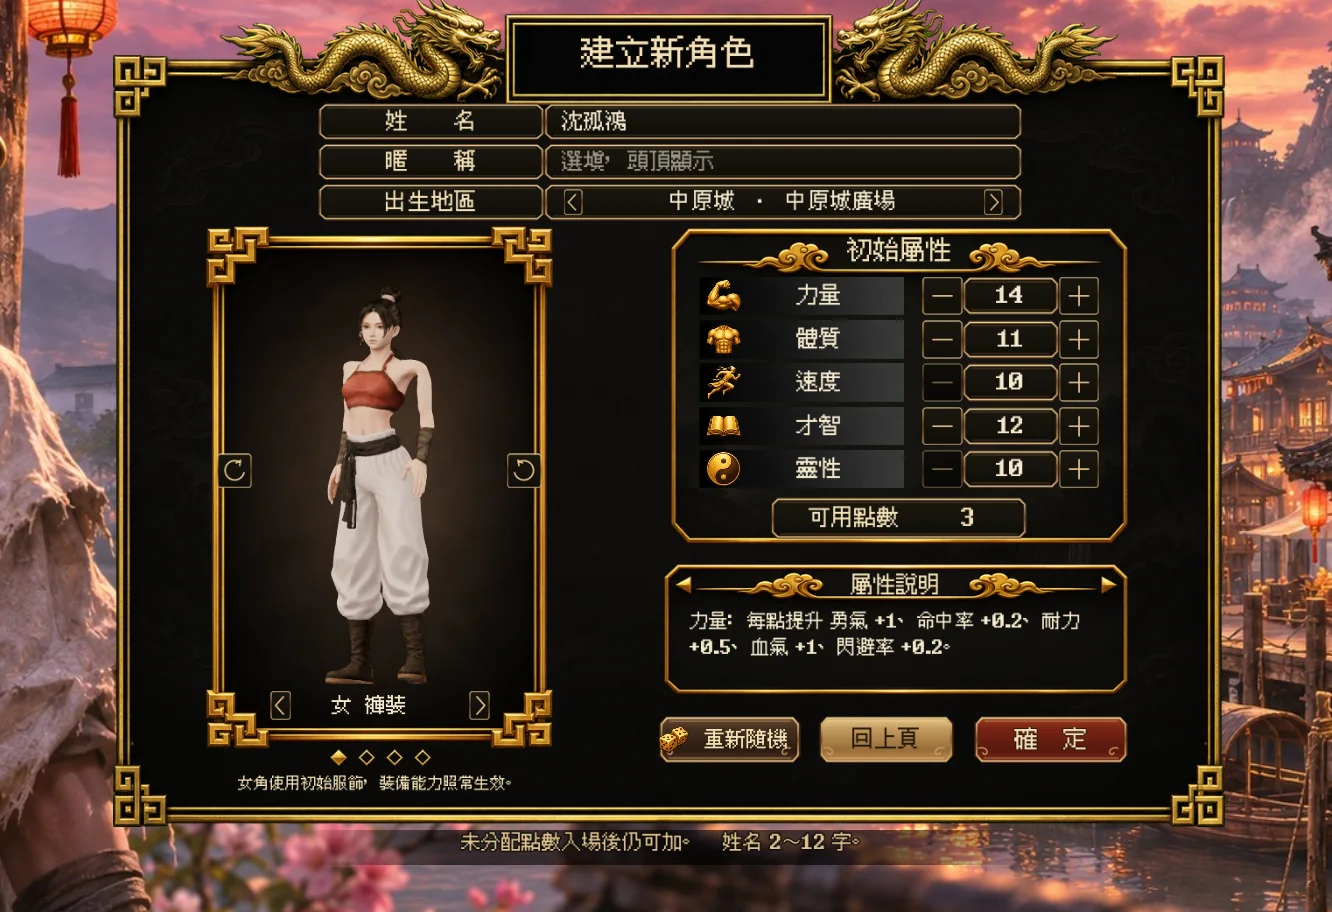 建立新角色
姓 名 沈孤鴻
暱 稱 選填, 頭頂顯示
出生地區 中原城 · 中原城廣場
初始屬性
力量 14
體質 11
速度 10
才智 12
靈性 10
可用點數 3
屬性說明
力量: 每點提升 勇氣 +1、命中率 +0.2、耐力
+0.5、血氣 +1、閃避率 +0.2。
女 褲裝
女角使用初始服飾, 裝備能力照常生效。
重新隨機 回上頁 確 定
未分配點數入場後仍可加。 姓名 2~12 字。